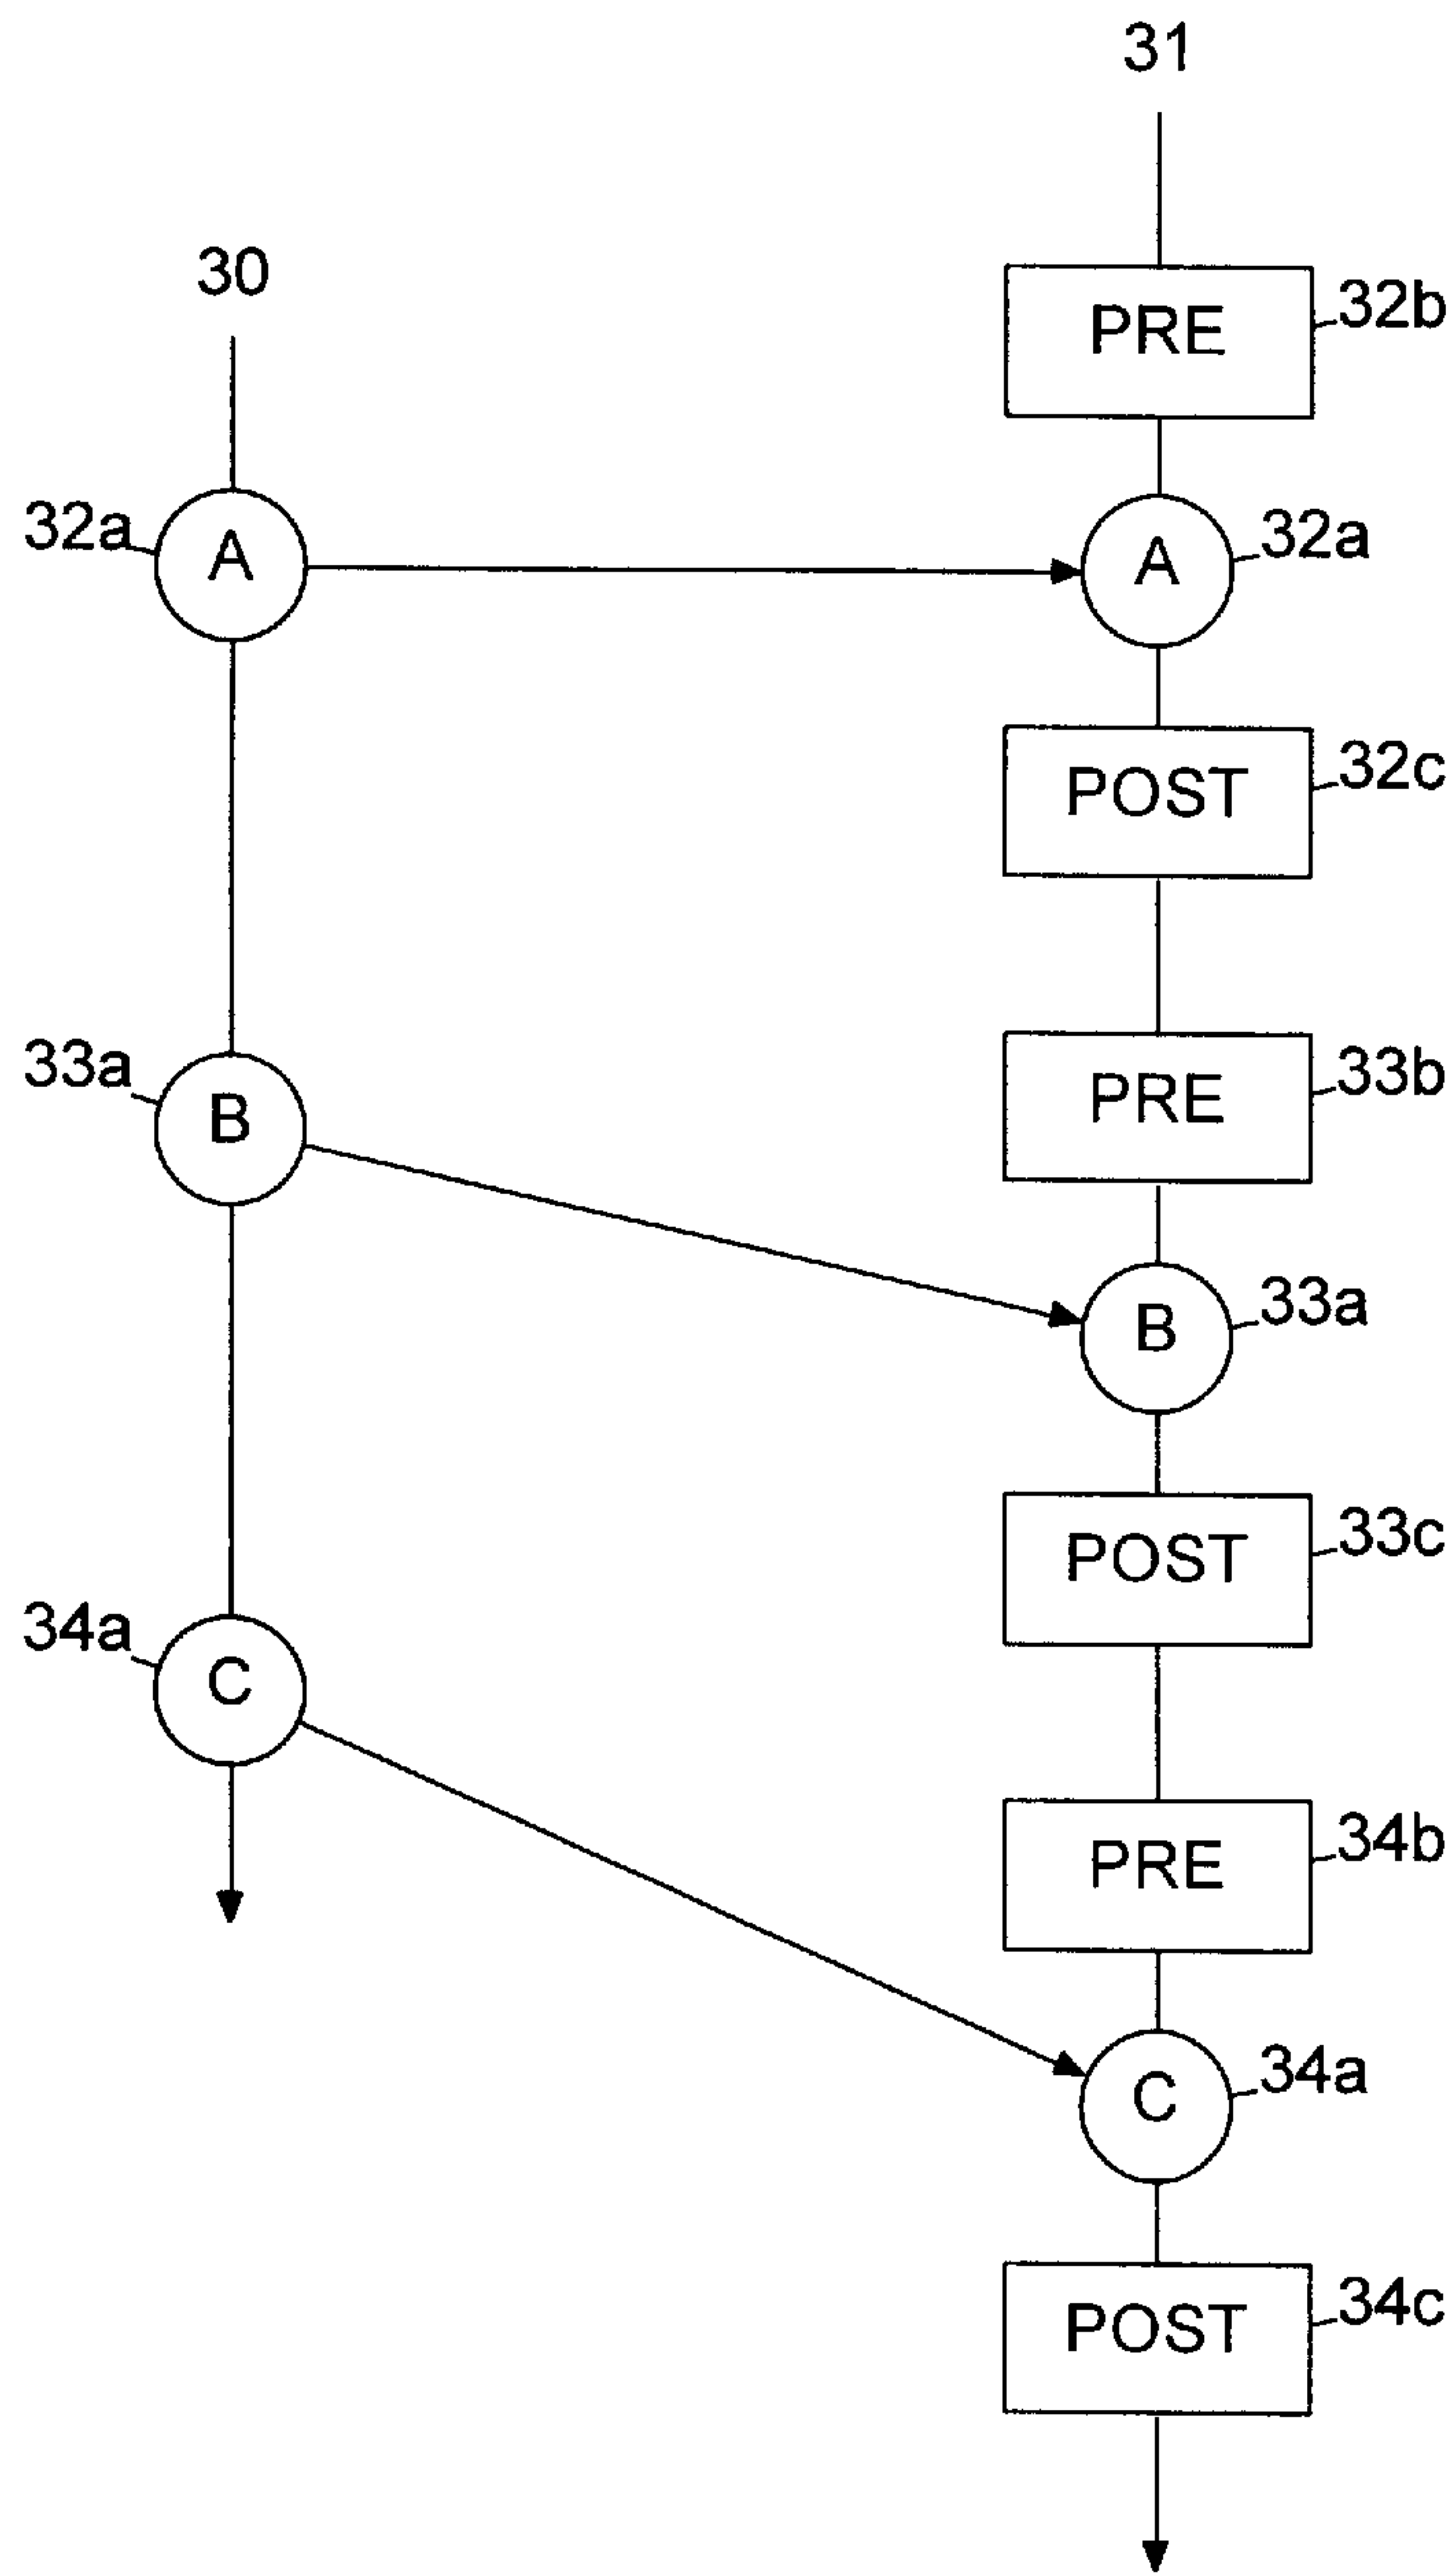 31
30
PRE 32b
32a A
A 32a
POST 32c
33a B
PRE 33b
B 33a
POST 33c
34a C
PRE 34b
C 34a
POST 34c